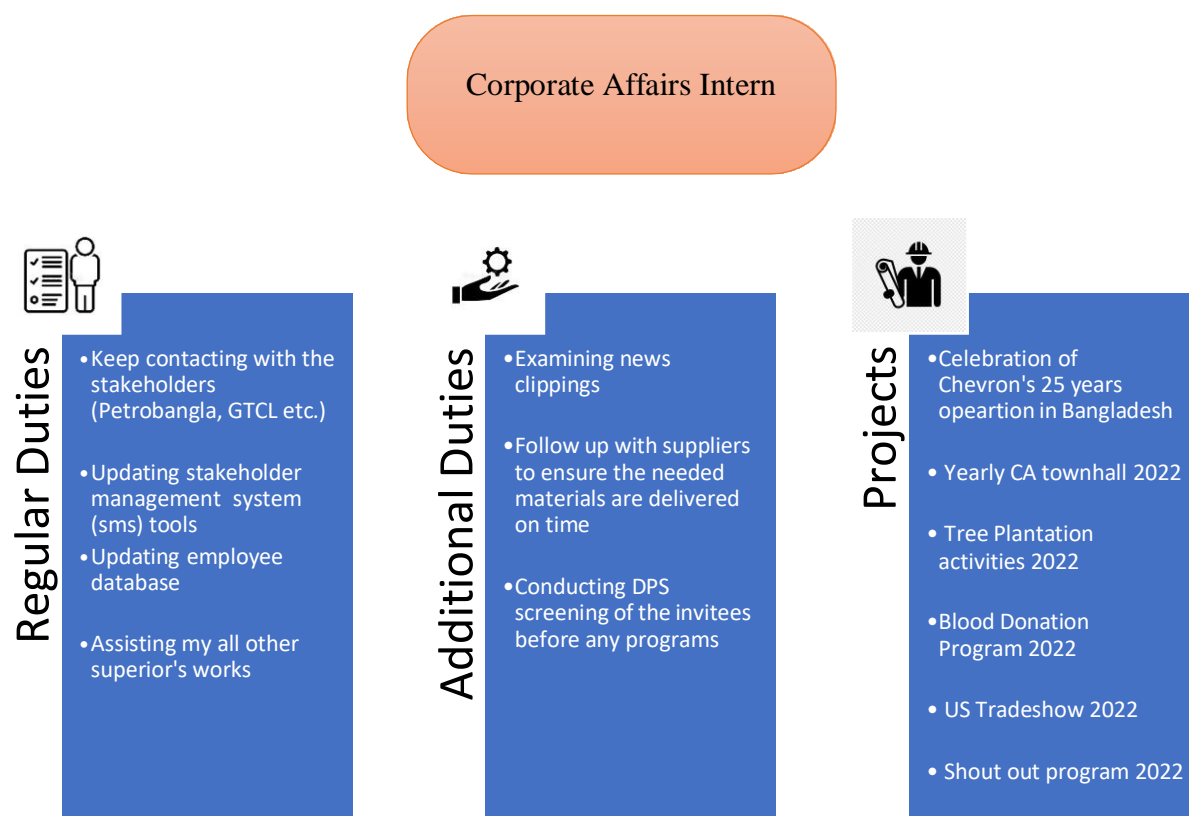 Corporate Affairs Intern
Regular Duties
•Keep contacting with the
stakeholders
(Petrobangla, GTCL etc.)
•Updating stakeholder
management system
(sms) tools
•Updating employee
database
•Assisting my all other
superior's works
Additional Duties
•Examining news
clippings
•Follow up with suppliers
to ensure the needed
materials are delivered
on time
•Conducting DPS
screening of the invitees
before any programs
Projects
•Celebration of
Chevron's 25 years
opeartion in Bangladesh
• Yearly CA townhall 2022
• Tree Plantation
activities 2022
•Blood Donation
Program 2022
• US Tradeshow 2022
• Shout out program 2022